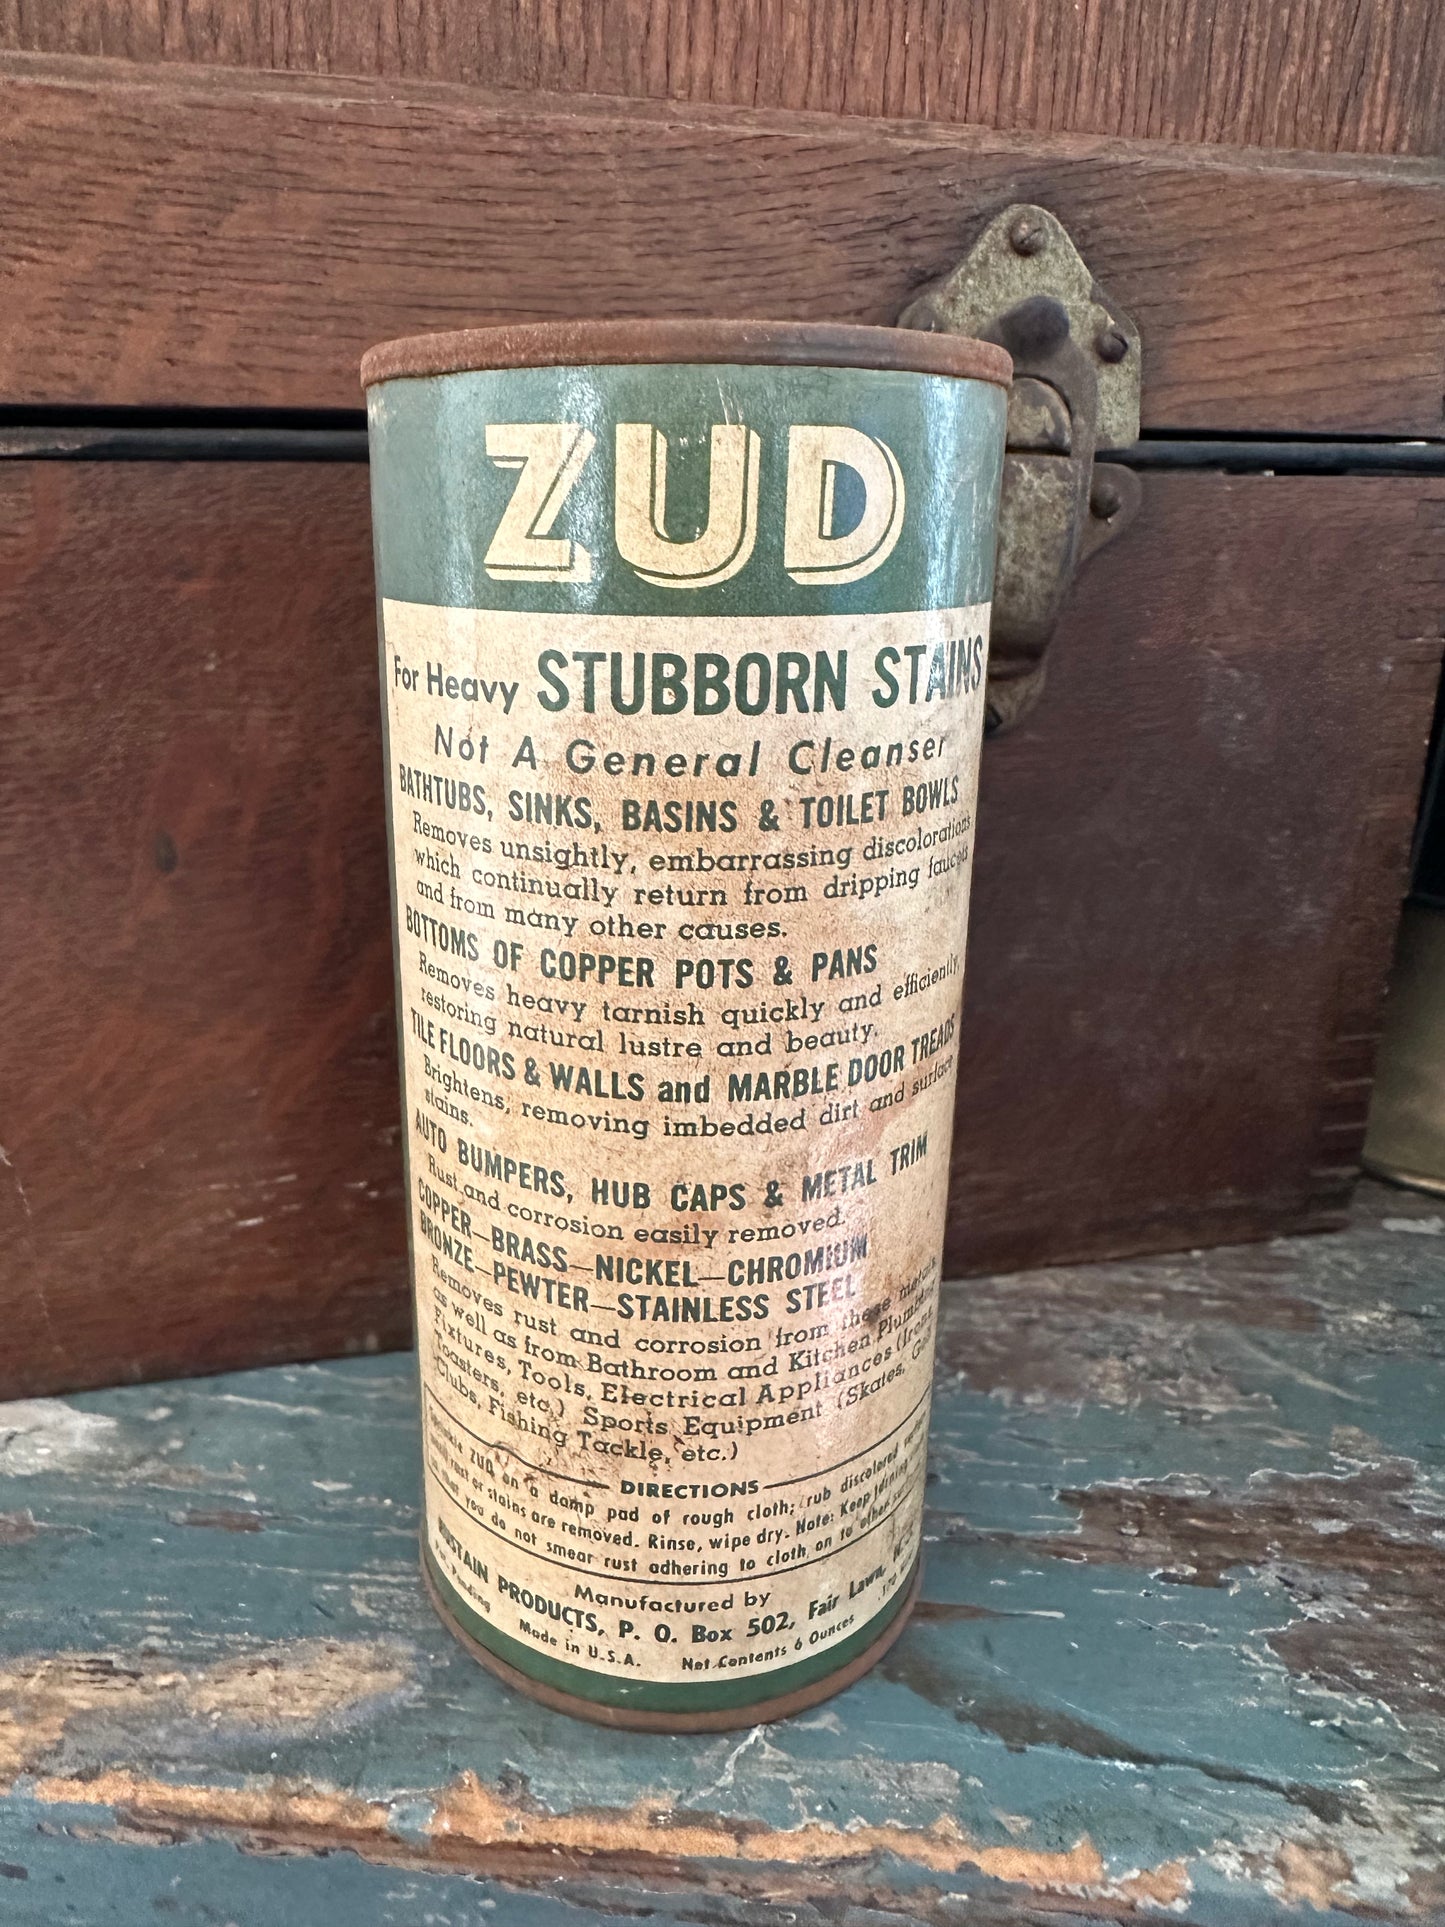 ZUD
For Heavy STUBBORN STAINS
Not A General Cleanser
BATHTUBS, SINKS, BASINS & TOILET BOWLS
Removes unsightly, embarrassing discolorations
which continually return from dripping faucets
and from many other causes.
BOTTOMS OF COPPER POTS & PANS
Removes heavy tarnish quickly and efficiently,
restoring natural lustre and beauty.
TILE FLOORS & WALLS and MARBLE DOOR TREADS
Brightens, removing imbedded dirt and surface
stains.
AUTO BUMPERS, HUB CAPS & METAL TRIM
Rust and corrosion easily removed.
COPPER—BRASS—NICKEL—CHROMIUM
BRONZE—PEWTER—STAINLESS STEEL
Removes rust and corrosion from these metals
as well as from Bathroom and Kitchen Plumbing
Fixtures, Tools, Electrical Appliances (Irons,
Toasters, etc.) Sports Equipment (Skates, Golf
Clubs, Fishing Tackle, etc.)
DIRECTIONS
Sprinkle ZUD on a damp pad of rough cloth; rub discolored
until rust or stains are removed. Rinse, wipe dry. Note: Keep turning
so that you do not smear rust adhering to cloth on to other
Manufactured by
RUSTAIN PRODUCTS, P. O. Box 502, Fair Lawn,
Pat. Pending Made in U.S.A. Net Contents 6 Ounces